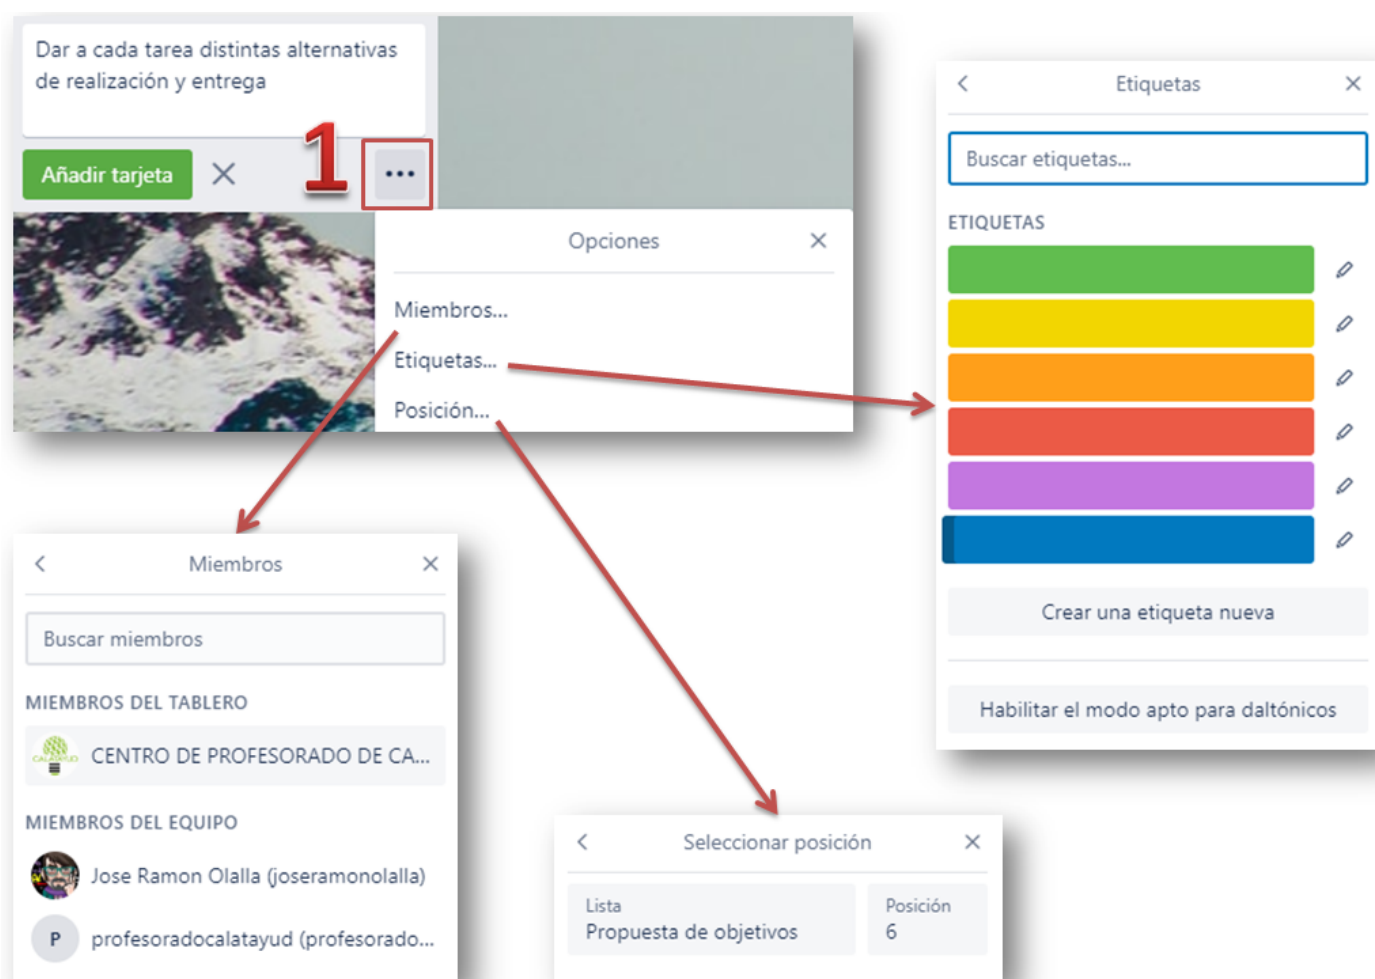 Dar a cada tarea distintas alternativas
de realización y entrega
Añadir tarjeta
1
Opciones
Miembros...
Etiquetas...
Posición...
Etiquetas
Buscar etiquetas...
ETIQUETAS
Crear una etiqueta nueva
Habilitar el modo apto para daltónicos
Miembros
Buscar miembros
MIEMBROS DEL TABLERO
CALATAYUD
CENTRO DE PROFESORADO DE CA...
MIEMBROS DEL EQUIPO
Jose Ramon Olalla (joseramonolalla)
P profesoradocalatayud (profesorado...
Seleccionar posición
Lista
Propuesta de objetivos
Posición
6